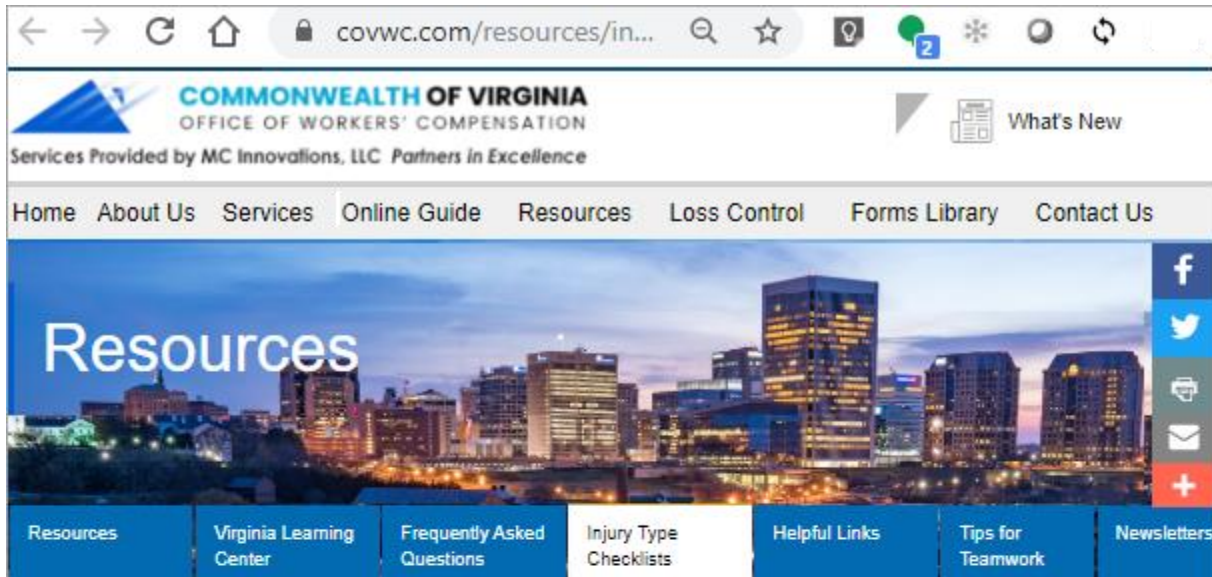 covwc.com/resources/in...
2
COMMONWEALTH OF VIRGINIA
OFFICE OF WORKERS' COMPENSATION
Services Provided by MC Innovations, LLC Partners in Excellence
What's New
Home About Us Services Online Guide Resources Loss Control Forms Library Contact Us
Resources
f
Resources
Virginia Learning
Center
Frequently Asked
Questions
Injury Type
Checklists
Helpful Links
Tips for
Teamwork
Newsletters